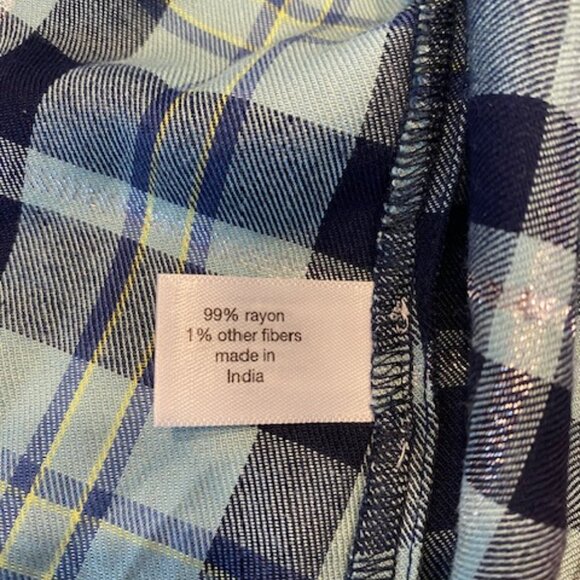 99% rayon
1% other fibers
made in
India